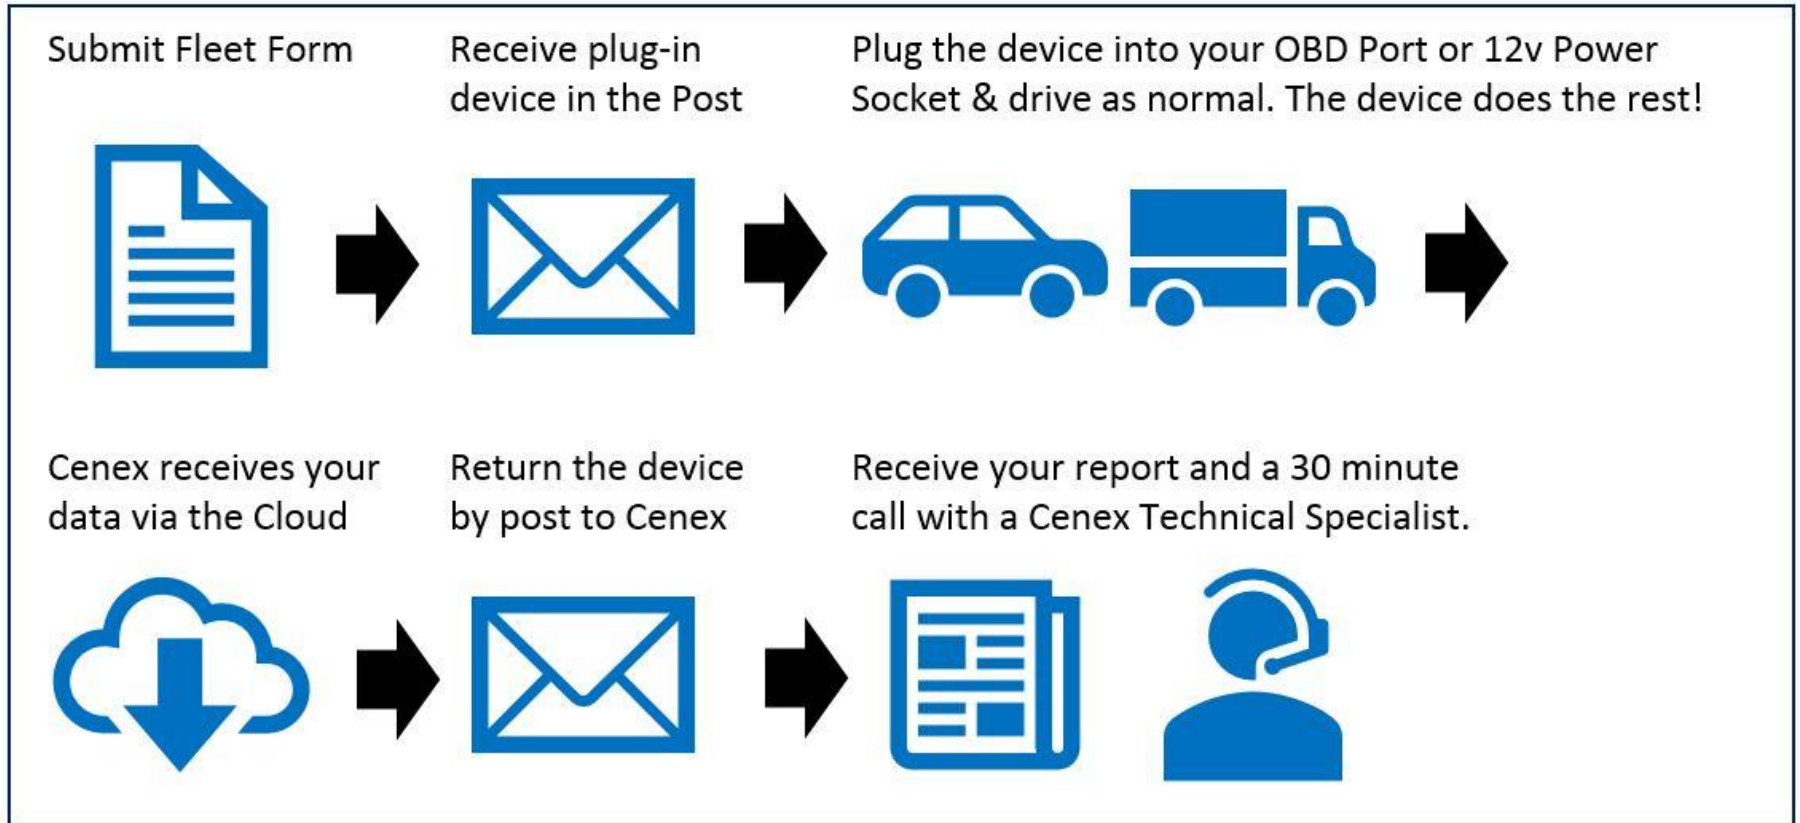 Submit Fleet Form
Receive plug-in
device in the Post
Plug the device into your OBD Port or 12v Power
Socket & drive as normal. The device does the rest!
Cenex receives your
data via the Cloud
Return the device
by post to Cenex
Receive your report and a 30 minute
call with a Cenex Technical Specialist.